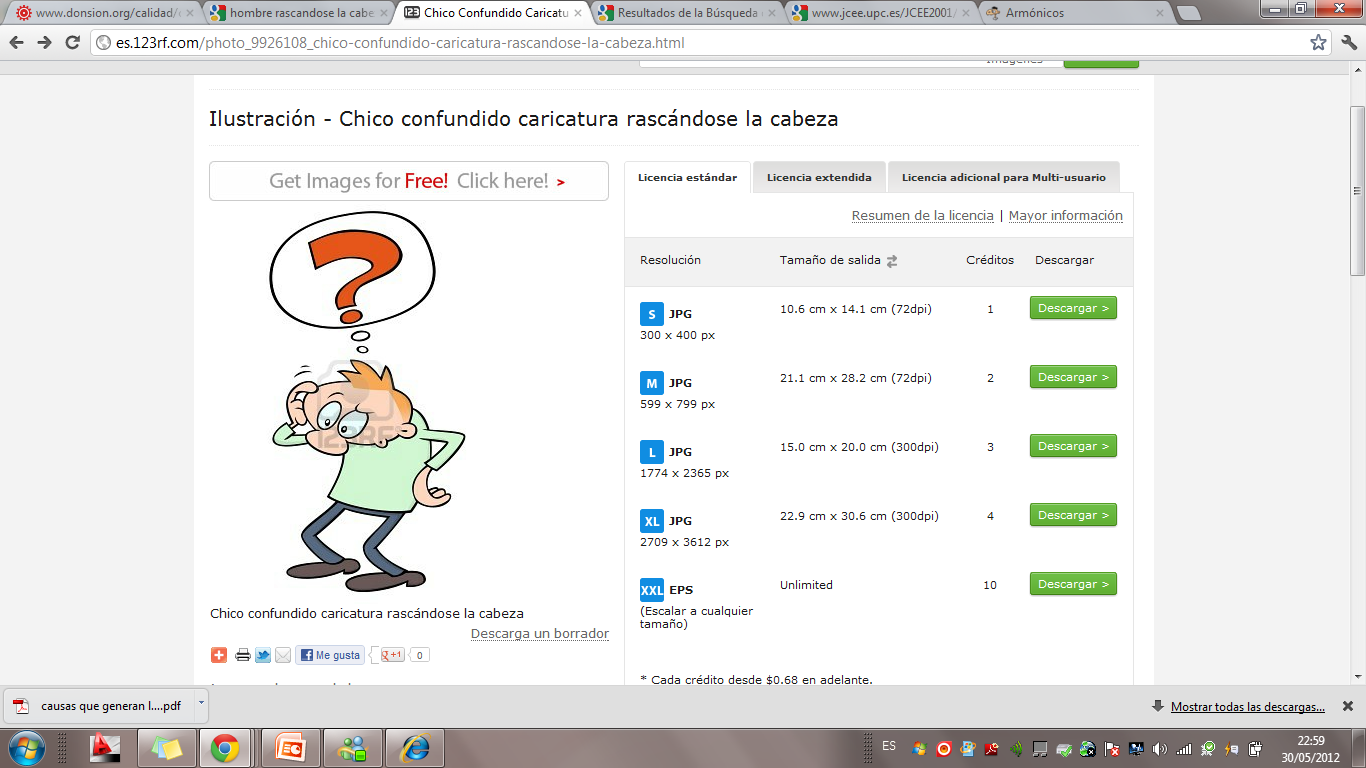 www.donsion.org/calidad/
hombre rascandose la cabe
Chico Confundido Caricatu
Resultados de la Búsqueda
www.jcee.upc.es/JCEE2001/
Armónicos
es.123rf.com/photo_9926108_chico-confundido-caricatura-rascandose-la-cabeza.html
Imágenes
Ilustración - Chico confundido caricatura rascándose la cabeza
Get Images for Free! Click here! >
Licencia estándar
Licencia extendida
Licencia adicional para Multi-usuario
Resumen de la licencia | Mayor información
Resolución Tamaño de salida Créditos Descargar
S JPG 10.6 cm x 14.1 cm (72dpi) 1 Descargar >
300 x 400 px
M JPG 21.1 cm x 28.2 cm (72dpi) 2 Descargar >
599 x 799 px
L JPG 15.0 cm x 20.0 cm (300dpi) 3 Descargar >
1774 x 2365 px
XL JPG 22.9 cm x 30.6 cm (300dpi) 4 Descargar >
2709 x 3612 px
XXL EPS Unlimited 10 Descargar >
(Escalar a cualquier
tamaño)
* Cada crédito desde $0.68 en adelante.
?
123RF
Chico confundido caricatura rascándose la cabeza
Descarga un borrador
Me gusta
g +1
0
causas que generan l....pdf
Mostrar todas las descargas...
ES
22:59
30/05/2012